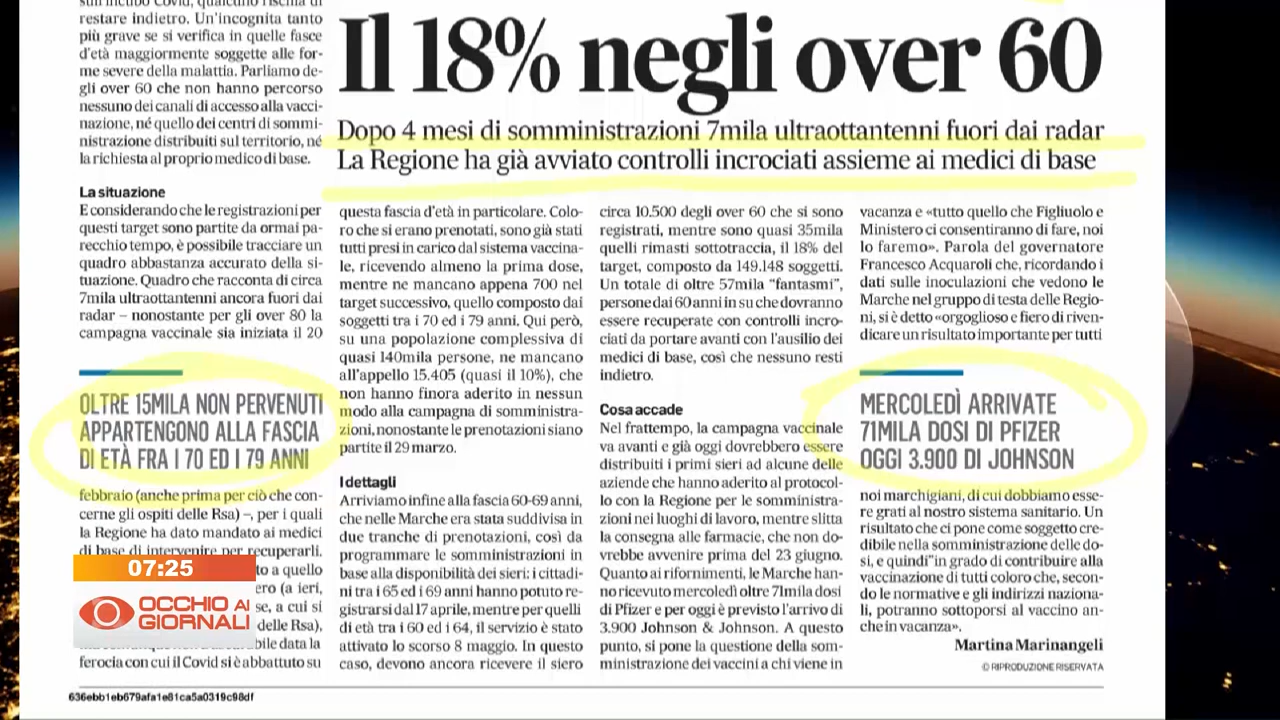 Il 18% negli over 60
Dopo 4 mesi di somministrazioni 7mila ultraottantenni fuori dai radar
La Regione ha già avviato controlli incrociati assieme ai medici di base
restare indietro. Un'incognita tanto
più grave se si verifica in quelle fasce
d'età maggiormente soggette alle for-
me severe della malattia. Parliamo de-
gli over 60 che non hanno percorso
nessuno dei canali di accesso alla vacci-
nazione, né quello dei centri di sommi-
nistrazione distribuiti sul territorio, né
la richiesta al proprio medico di base.
La situazione
E considerando che le registrazioni per
questi target sono partite da ormai pa-
recchio tempo, è possibile tracciare un
quadro abbastanza accurato della si-
tuazione. Quadro che racconta di circa
7mila ultraottantenni ancora fuori dai
radar – nonostante per gli over 80 la
campagna vaccinale sia iniziata il 20
OLTRE 15MILA NON PERVENUTI
APPARTENGONO ALLA FASCIA
DI ETÀ FRA I 70 ED I 79 ANNI
febbraio (anche prima per ciò che con-
cerne gli ospiti delle Rsa) –, per i quali
la Regione ha dato mandato ai medici
di base di intervenire per recuperarli.
to a quello
ero (a ieri,
se, a cui si
delle Rsa),
bile data la
ferocia con cui il Covid si è abbattuto su
questa fascia d'età in particolare. Colo-
ro che si erano prenotati, sono già stati
tutti presi in carico dal sistema vaccina-
le, ricevendo almeno la prima dose,
mentre ne mancano appena 700 nel
target successivo, quello composto dai
soggetti tra i 70 ed i 79 anni. Qui però,
su una popolazione complessiva di
quasi 140mila persone, ne mancano
all'appello 15.405 (quasi il 10%), che
non hanno finora aderito in nessun
modo alla campagna di somministra-
zioni, nonostante le prenotazioni siano
partite il 29 marzo.
I dettagli
Arriviamo infine alla fascia 60-69 anni,
che nelle Marche era stata suddivisa in
due tranche di prenotazioni, così da
programmare le somministrazioni in
base alla disponibilità dei sieri: i cittadi-
ni tra i 65 ed i 69 anni hanno potuto re-
gistrarsi dal 17 aprile, mentre per quelli
di età tra i 60 ed i 64, il servizio è stato
attivato lo scorso 8 maggio. In questo
caso, devono ancora ricevere il siero
circa 10.500 degli over 60 che si sono
registrati, mentre sono quasi 35mila
quelli rimasti sottotraccia, il 18% del
target, composto da 149.148 soggetti.
Un totale di oltre 57mila "fantasmi",
persone dai 60 anni in su che dovranno
essere recuperate con controlli incro-
ciati da portare avanti con l'ausilio dei
medici di base, così che nessuno resti
indietro.
Cosa accade
Nel frattempo, la campagna vaccinale
va avanti e già oggi dovrebbero essere
distribuiti i primi sieri ad alcune delle
aziende che hanno aderito al protocol-
lo con la Regione per le somministra-
zioni nei luoghi di lavoro, mentre slitta
la consegna alle farmacie, che non do-
vrebbe avvenire prima del 23 giugno.
Quanto ai rifornimenti, le Marche han-
no ricevuto mercoledì oltre 71mila dosi
di Pfizer e per oggi è previsto l'arrivo di
3.900 Johnson & Johnson. A questo
punto, si pone la questione della som-
ministrazione dei vaccini a chi viene in
vacanza e «tutto quello che Figliuolo e
Ministero ci consentiranno di fare, noi
lo faremo». Parola del governatore
Francesco Acquaroli che, ricordando i
dati sulle inoculazioni che vedono le
Marche nel gruppo di testa delle Regio-
ni, si è detto «orgoglioso e fiero di riven-
dicare un risultato importante per tutti
MERCOLEDÌ ARRIVATE
71MILA DOSI DI PFIZER
OGGI 3.900 DI JOHNSON
noi marchigiani, di cui dobbiamo esse-
re grati al nostro sistema sanitario. Un
risultato che ci pone come soggetto cre-
dibile nella somministrazione delle do-
si, e quindi"in grado di contribuire alla
vaccinazione di tutti coloro che, secon-
do le normative e gli indirizzi naziona-
li, potranno sottoporsi al vaccino an-
che in vacanza».
Martina Marinangeli
© RIPRODUZIONE RISERVATA
07:25
OCCHIO AI
GIORNALI
636ebb1eb679afa1e81ca5a0319c98df